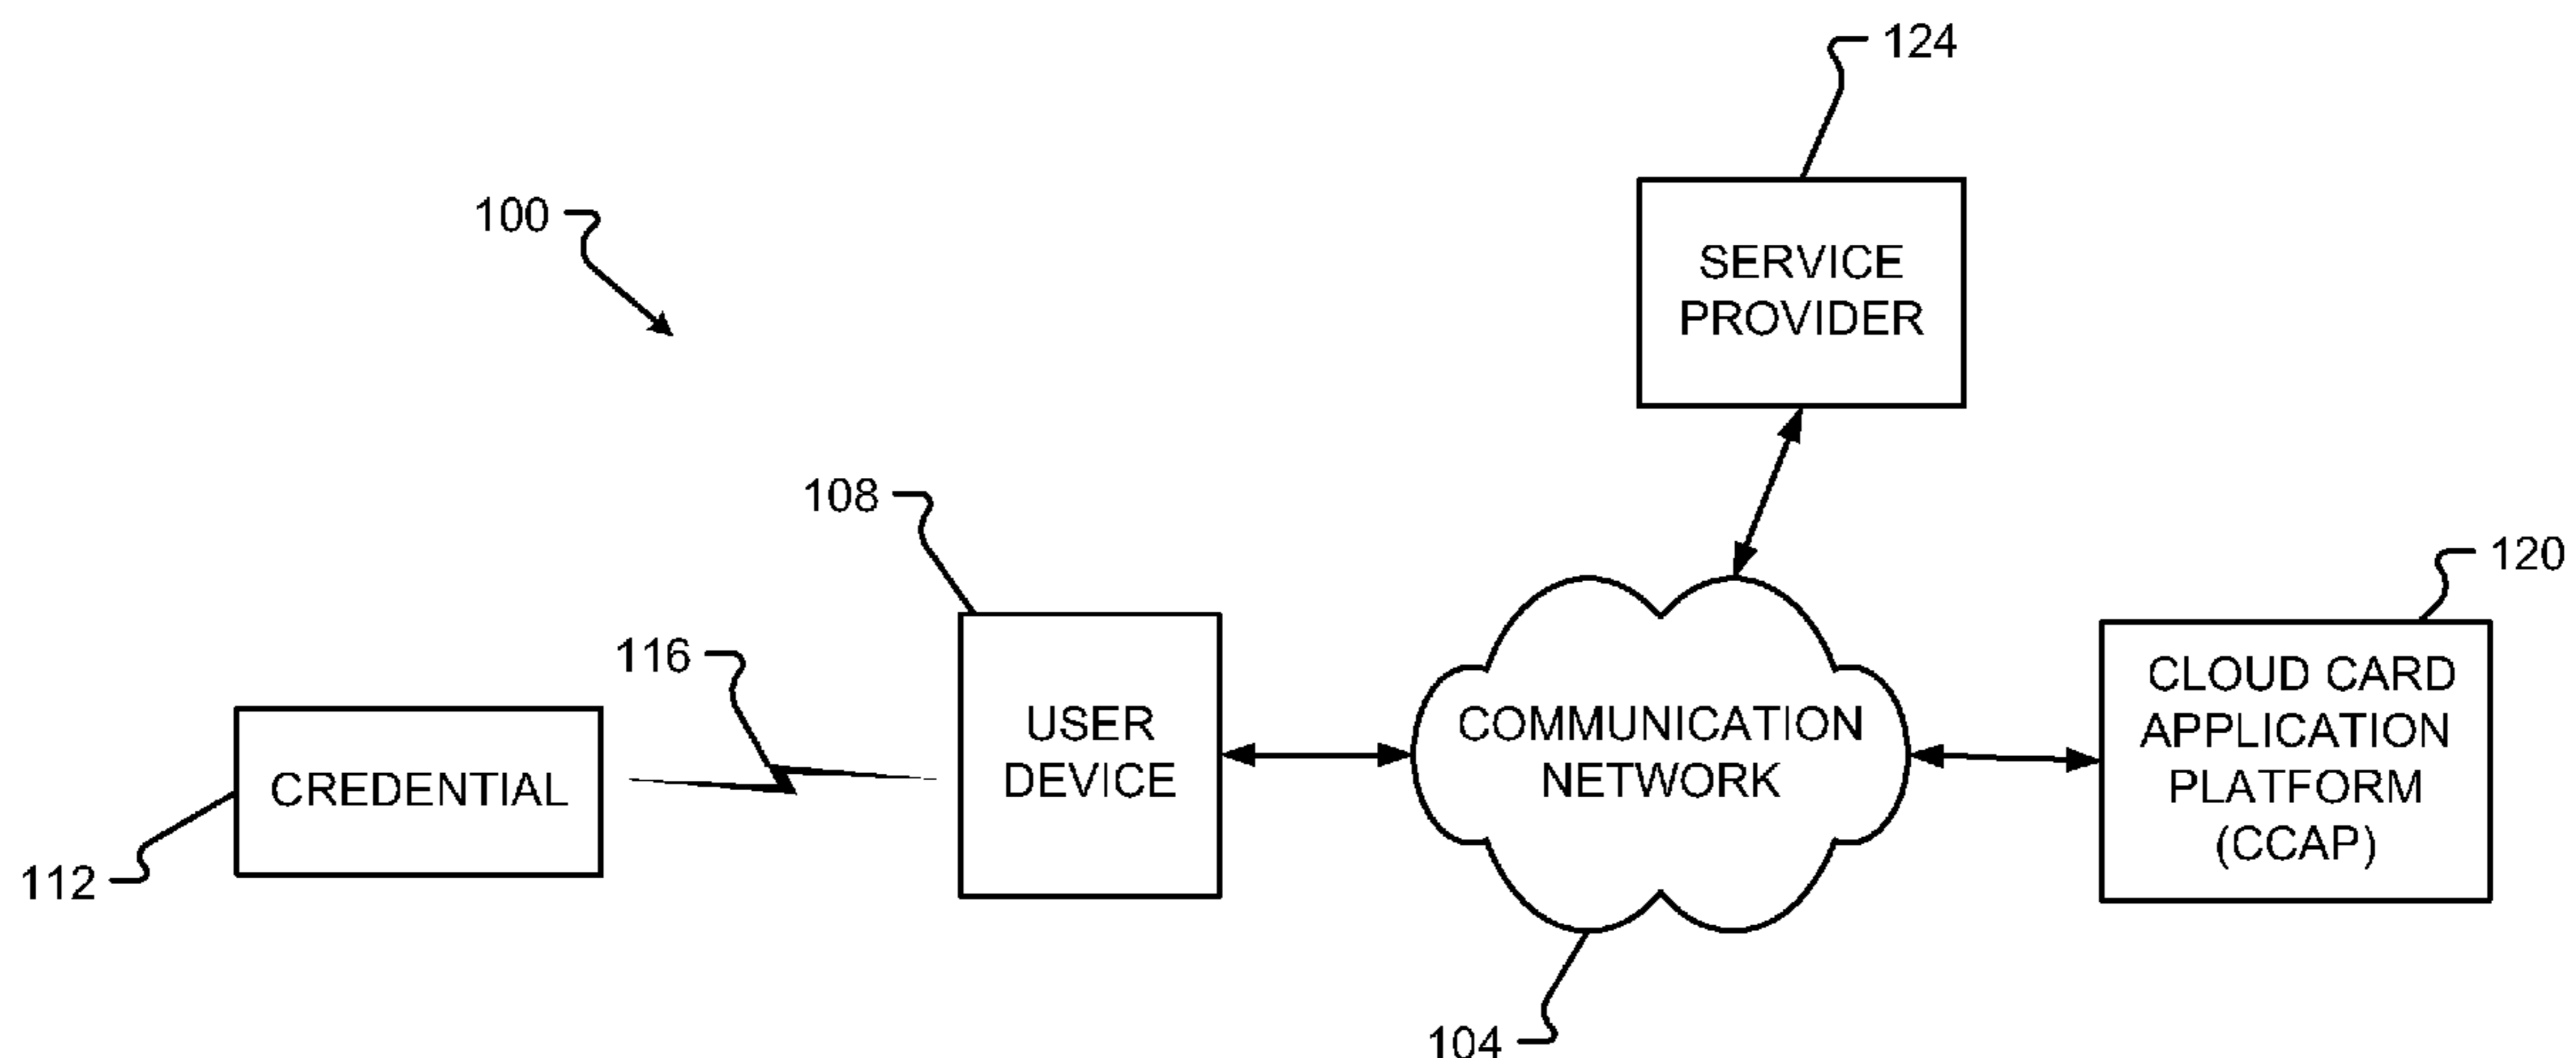 124
100
SERVICE
PROVIDER
108
120
116
CLOUD CARD
APPLICATION
PLATFORM
(CCAP)
USER
DEVICE
COMMUNICATION
NETWORK
CREDENTIAL
112
104